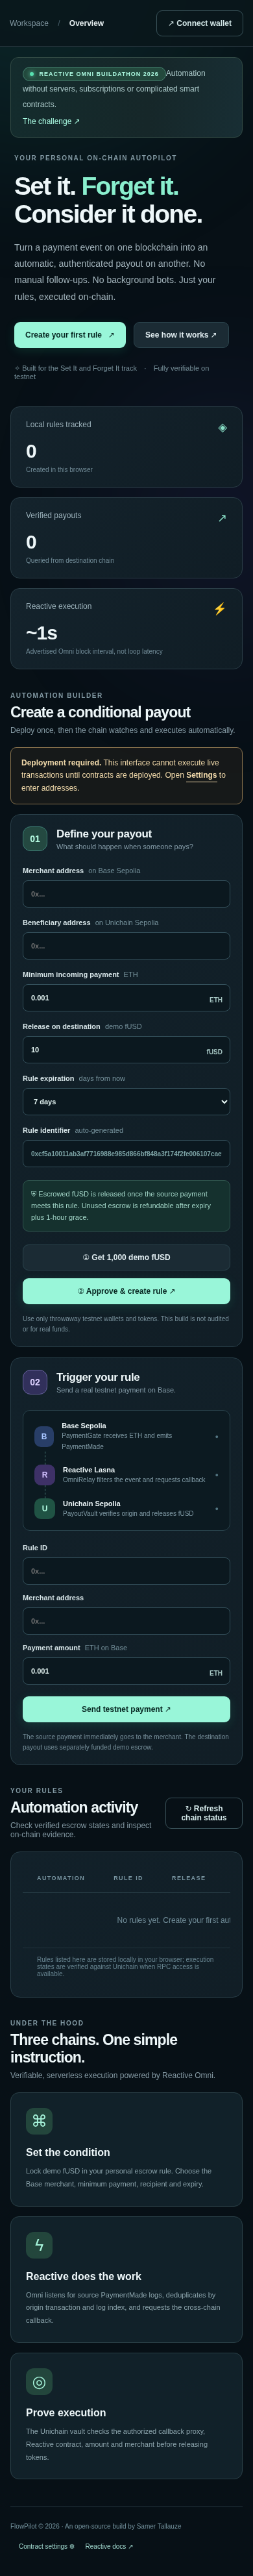 Workspace / Overview ↗ Connect wallet
REACTIVE OMNI BUILDATHON 2026 Automation
without servers, subscriptions or complicated smart
contracts.
The challenge ↗
YOUR PERSONAL ON-CHAIN AUTOPILOT
Set it. Forget it.
Consider it done.
Turn a payment event on one blockchain into an
automatic, authenticated payout on another. No
manual follow-ups. No background bots. Just your
rules, executed on-chain.
Create your first rule ↗ See how it works ↗
✧ Built for the Set It and Forget It track · Fully verifiable on
testnet
Local rules tracked ◈
0
Created in this browser
Verified payouts ↗
0
Queried from destination chain
Reactive execution ⚡
~1s
Advertised Omni block interval, not loop latency
AUTOMATION BUILDER
Create a conditional payout
Deploy once, then the chain watches and executes automatically.
Deployment required. This interface cannot execute live
transactions until contracts are deployed. Open Settings to
enter addresses.
01 Define your payout
What should happen when someone pays?
Merchant address on Base Sepolia
0x...
Beneficiary address on Unichain Sepolia
0x...
Minimum incoming payment ETH
0.001 ETH
Release on destination demo fUSD
10 fUSD
Rule expiration days from now
7 days
Rule identifier auto-generated
0xcf5a10011ab3af7716988e985d866bf848a3f174f2fe006107cae
⛨ Escrowed fUSD is released once the source payment
meets this rule. Unused escrow is refundable after expiry
plus 1-hour grace.
① Get 1,000 demo fUSD
② Approve & create rule ↗
Use only throwaway testnet wallets and tokens. This build is not audited
or for real funds.
02 Trigger your rule
Send a real testnet payment on Base.
B Base Sepolia
PaymentGate receives ETH and emits
PaymentMade
R Reactive Lasna
OmniRelay filters the event and requests callback
U Unichain Sepolia
PayoutVault verifies origin and releases fUSD
Rule ID
0x...
Merchant address
0x...
Payment amount ETH on Base
0.001 ETH
Send testnet payment ↗
The source payment immediately goes to the merchant. The destination
payout uses separately funded demo escrow.
YOUR RULES
Automation activity
Check verified escrow states and inspect
on-chain evidence.
↻ Refresh
chain status
AUTOMATION RULE ID RELEASE
No rules yet. Create your first au
Rules listed here are stored locally in your browser; execution
states are verified against Unichain when RPC access is
available.
UNDER THE HOOD
Three chains. One simple
instruction.
Verifiable, serverless execution powered by Reactive Omni.
⌘
Set the condition
Lock demo fUSD in your personal escrow rule. Choose the
Base merchant, minimum payment, recipient and expiry.
ϟ
Reactive does the work
Omni listens for source PaymentMade logs, deduplicates by
origin transaction and log index, and requests the cross-chain
callback.
◎
Prove execution
The Unichain vault checks the authorized callback proxy,
Reactive contract, amount and merchant before releasing
tokens.
FlowPilot © 2026 · An open-source build by Samer Tallauze
Contract settings ⚙ Reactive docs ↗